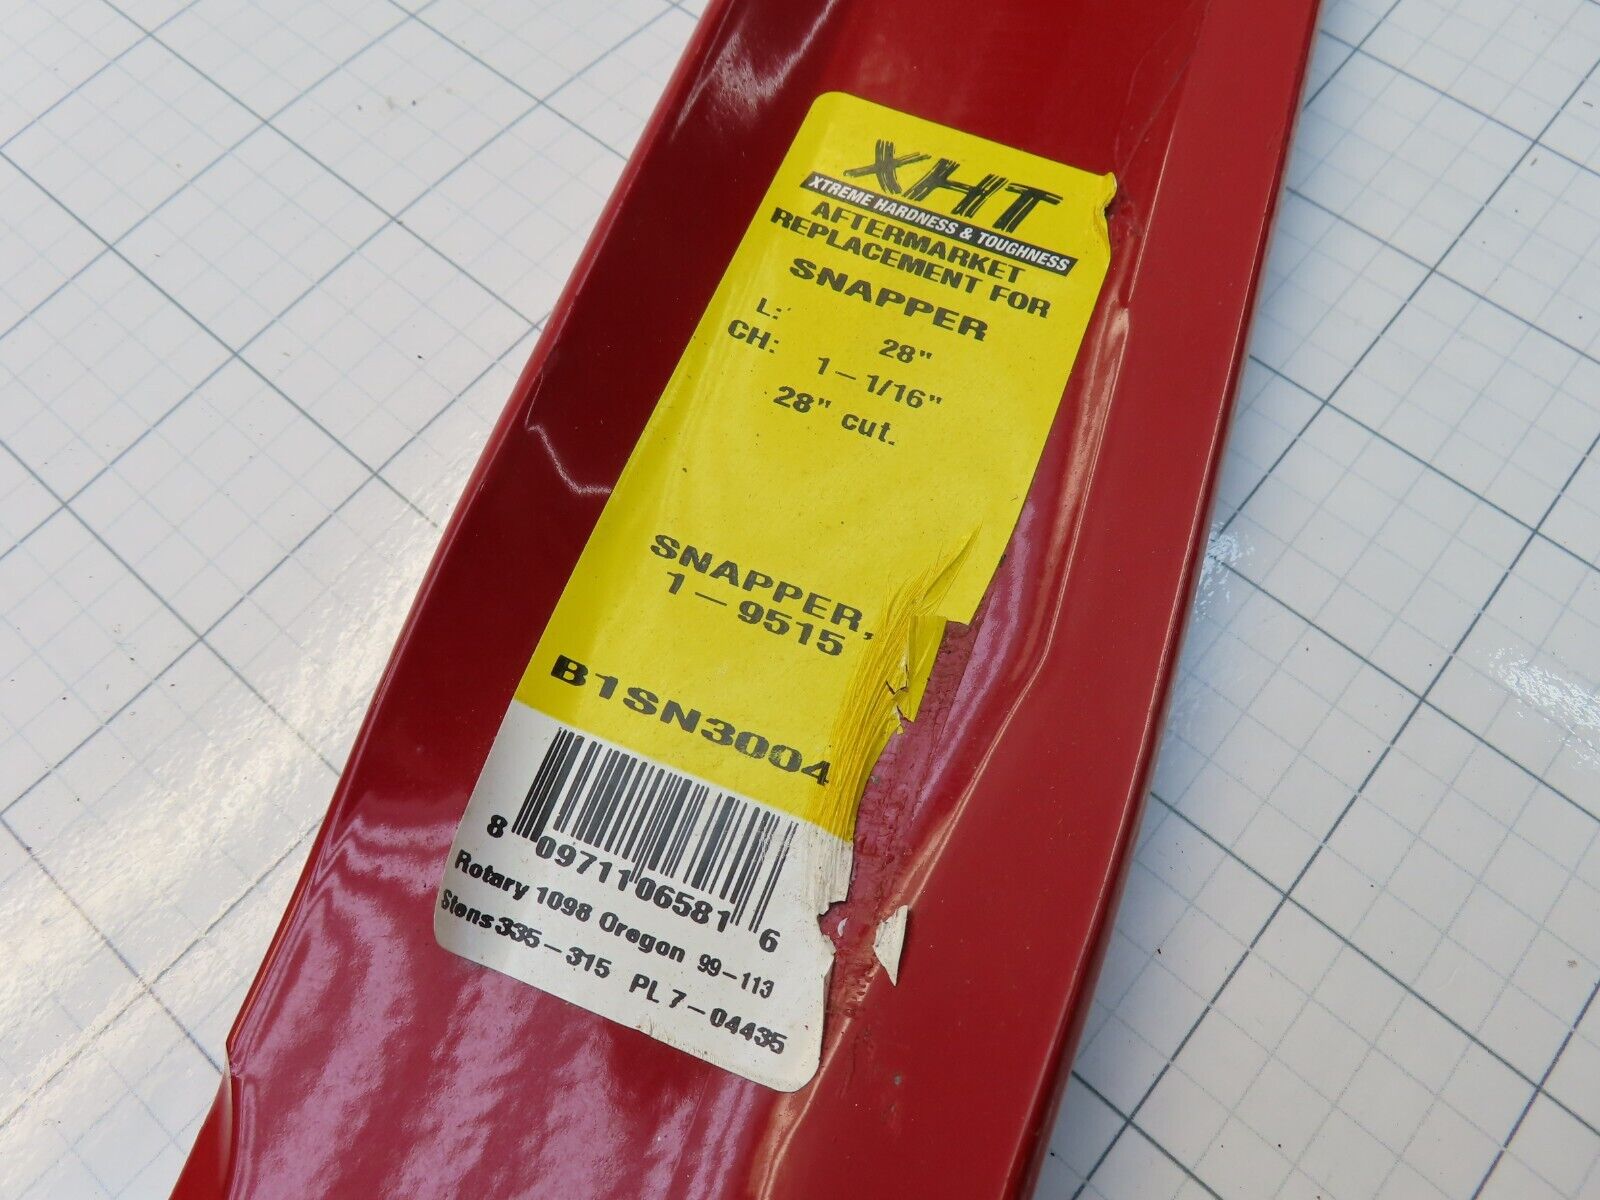 XHT
XTREME HARDNESS & TOUGHNESS
AFTERMARKET
REPLACEMENT FOR
SNAPPER
L: 28"
CH: 1-1/16"
28" cut.
SNAPPER,
1-9515
B1SN3004
8 09711 06581 6
Rotary 1098 Oregon 99-113
Stens 335-315 PL 7-04435